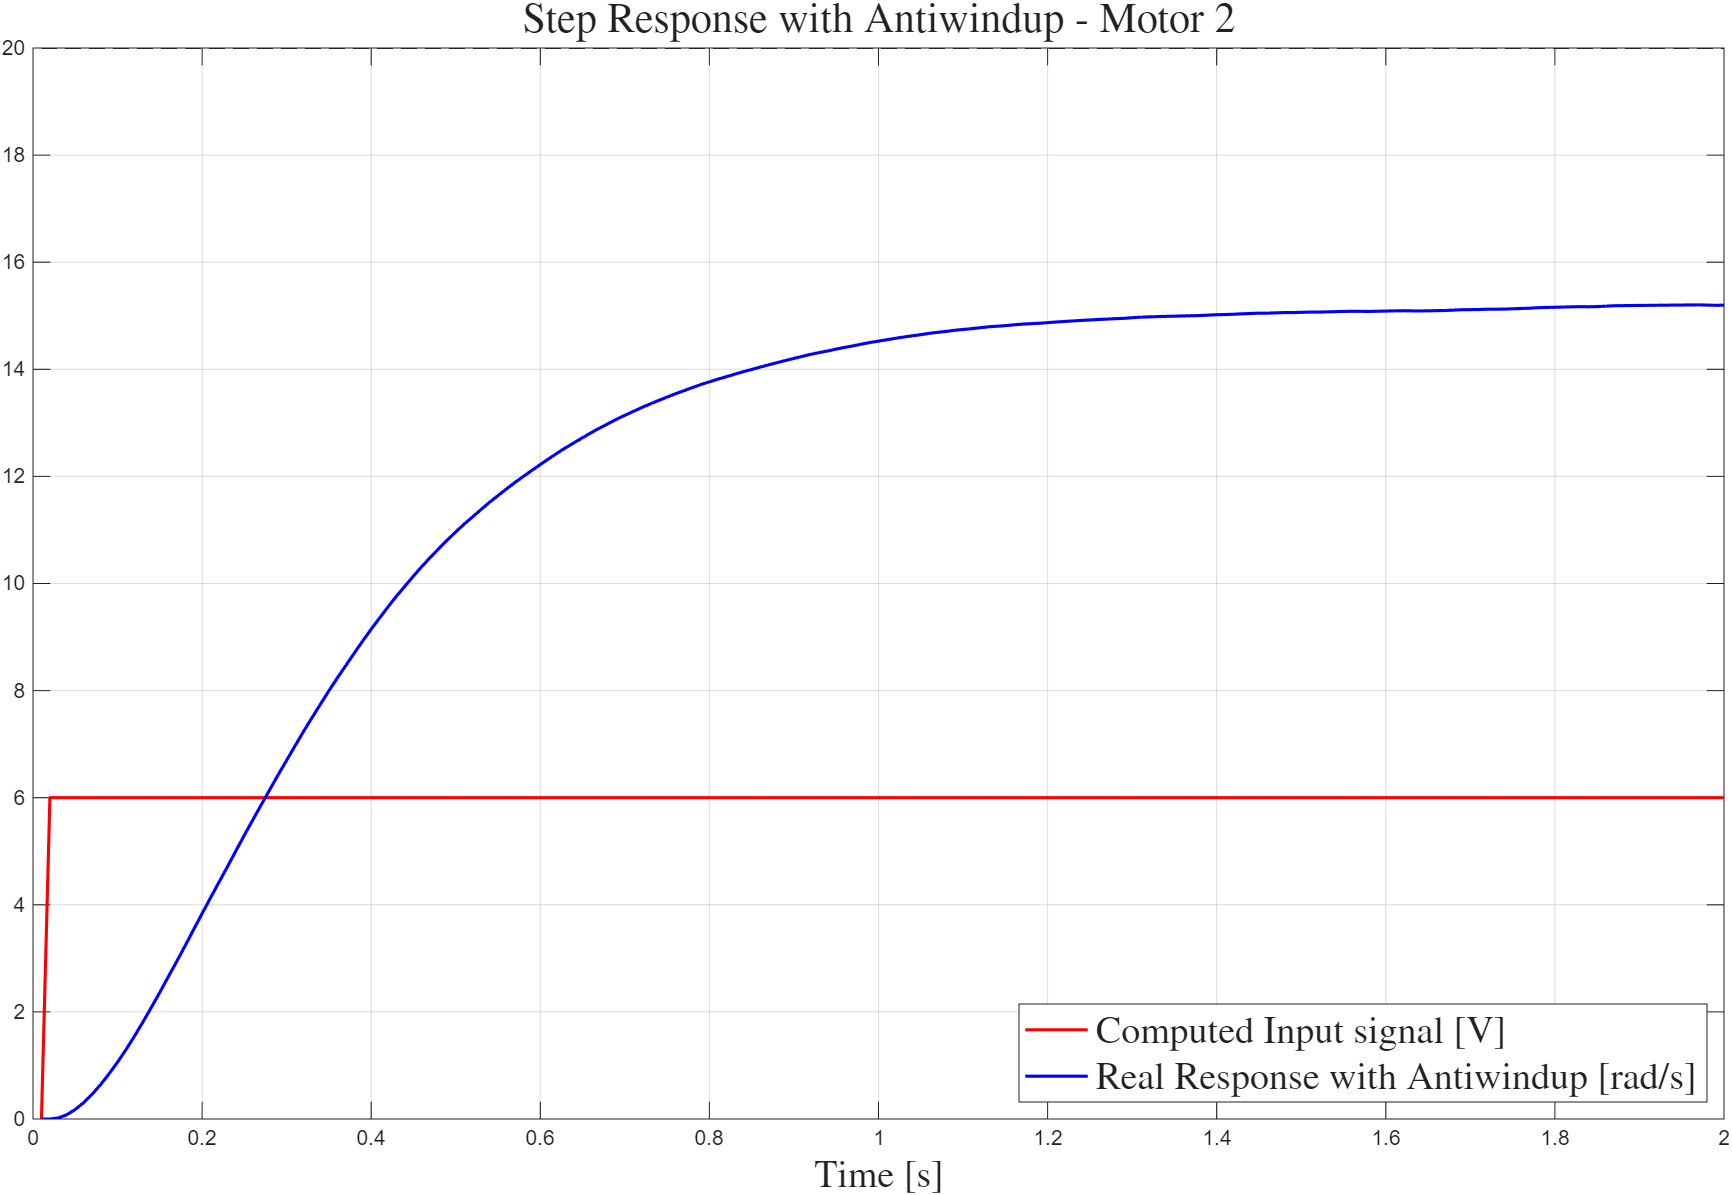 Step Response with Antiwindup - Motor 2
20
18
16
14
12
10
8
6
4
2
0
0 0.2 0.4 0.6 0.8 1 1.2 1.4 1.6 1.8 2
Time [s]
Computed Input signal [V]
Real Response with Antiwindup [rad/s]